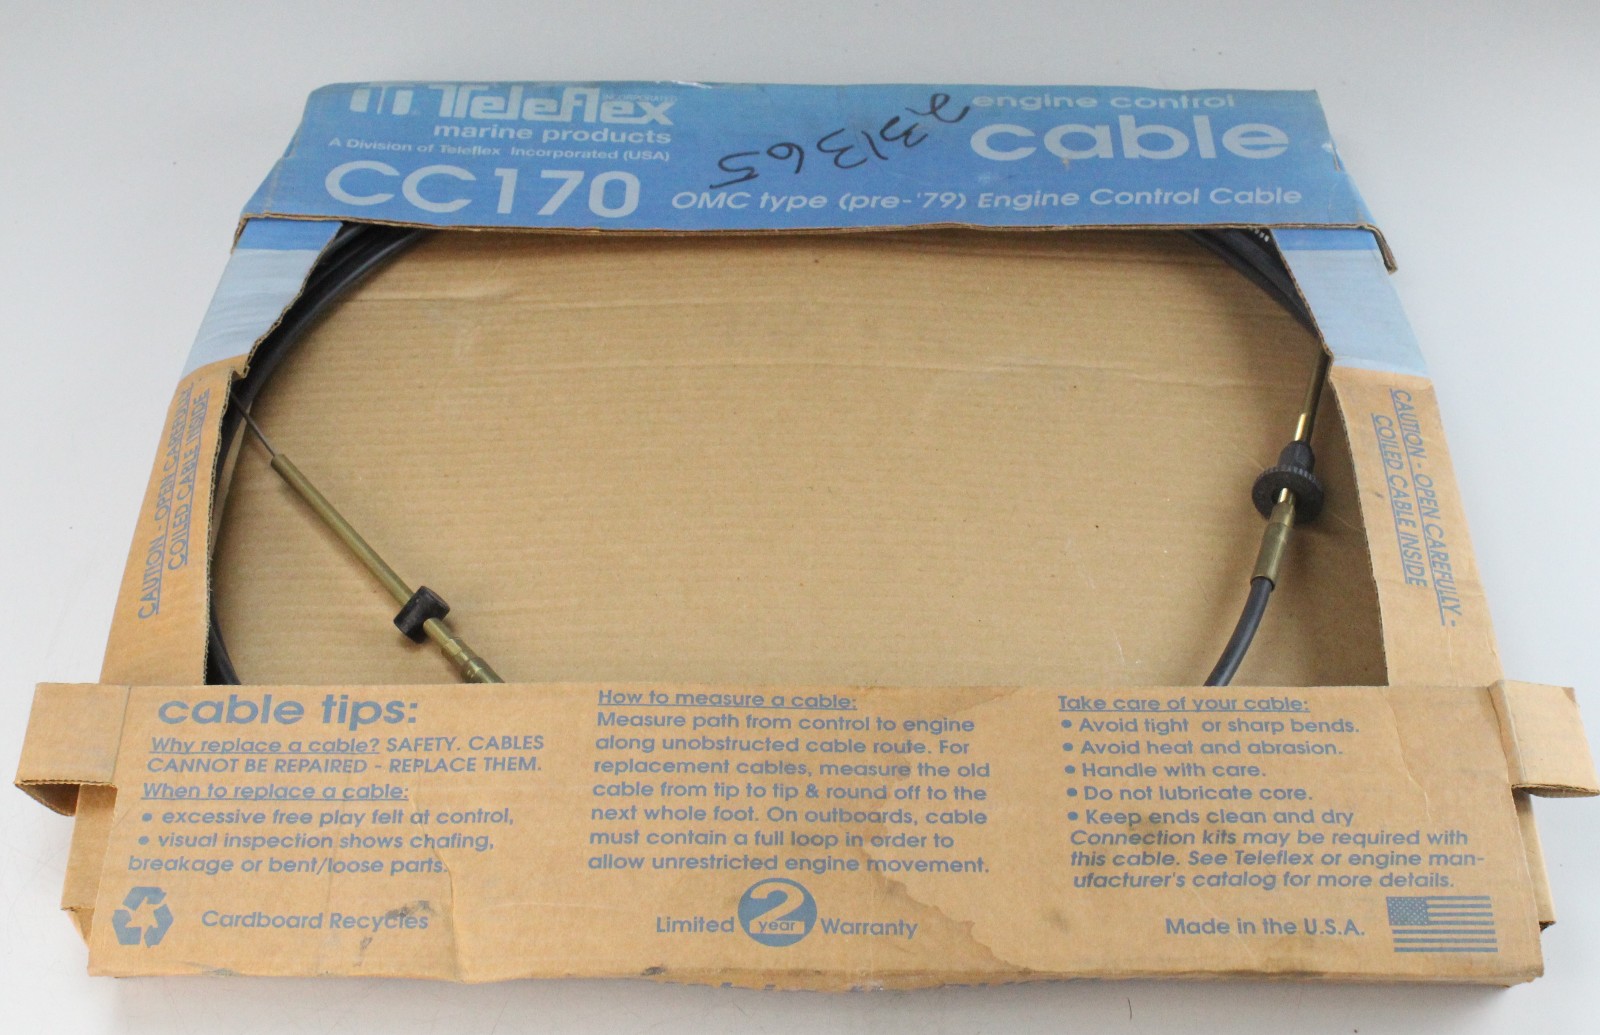 Teleflex
INCORPORATED
marine products
A Division of Teleflex Incorporated (USA)
CC170
OMC type (pre-'79) Engine Control Cable
engine control
cable
CAUTION - OPEN CAREFULLY -
COILED CABLE INSIDE
CAUTION - OPEN CAREFULLY -
COILED CABLE INSIDE
cable tips:
Why replace a cable? SAFETY. CABLES
CANNOT BE REPAIRED - REPLACE THEM.
When to replace a cable:
• excessive free play felt at control,
• visual inspection shows chafing,
breakage or bent/loose parts.
Cardboard Recycles
How to measure a cable:
Measure path from control to engine
along unobstructed cable route. For
replacement cables, measure the old
cable from tip to tip & round off to the
next whole foot. On outboards, cable
must contain a full loop in order to
allow unrestricted engine movement.
Limited 2 year Warranty
Take care of your cable:
• Avoid tight or sharp bends.
• Avoid heat and abrasion.
• Handle with care.
• Do not lubricate core.
• Keep ends clean and dry
Connection kits may be required with
this cable. See Teleflex or engine man-
ufacturer's catalog for more details.
Made in the U.S.A.